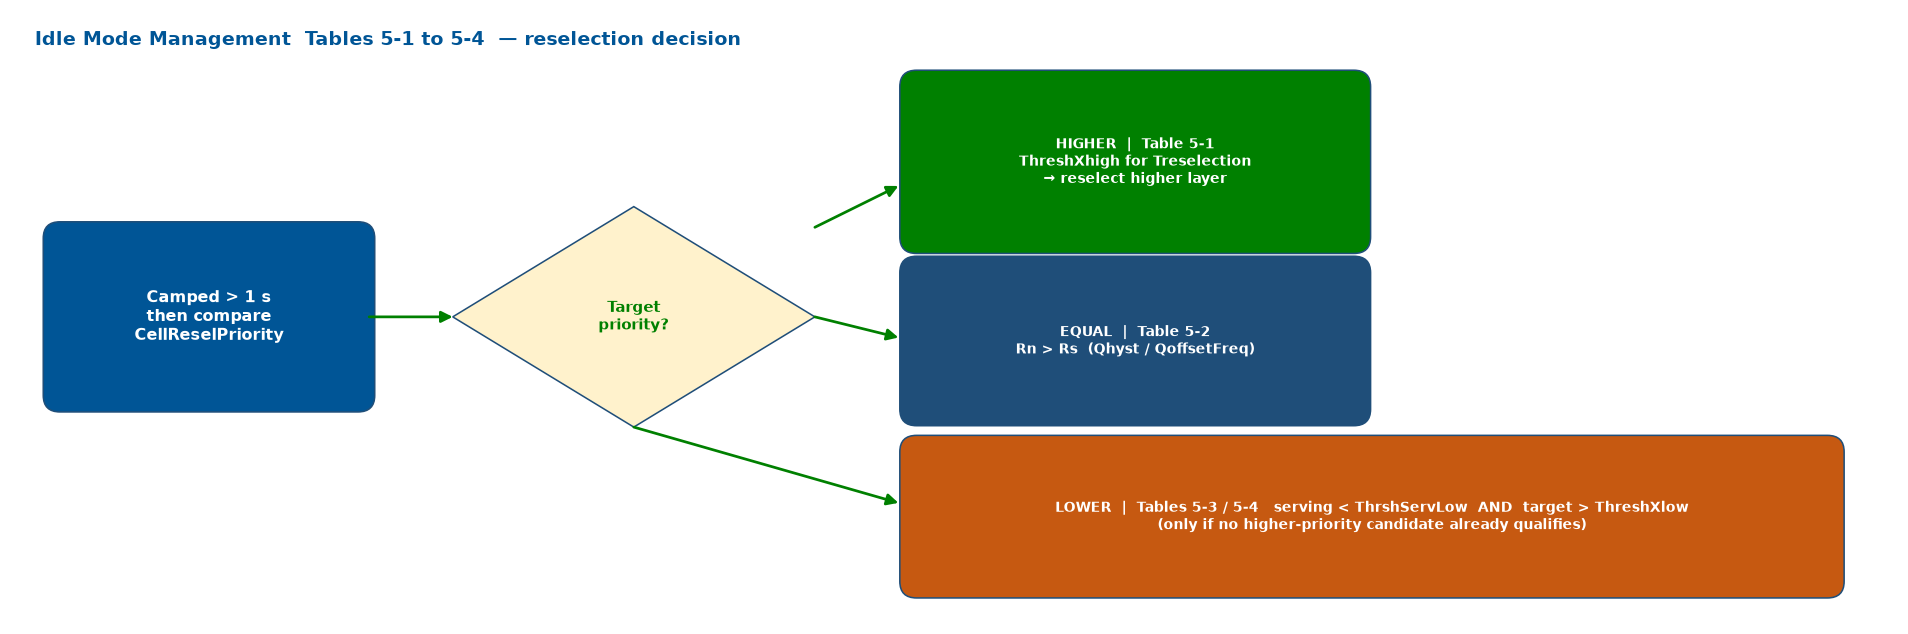 Idle Mode Management  Tables 5-1 to 5-4  — reselection decision
Camped > 1 s
then compare
CellReselPriority
Target
priority?
HIGHER  |  Table 5-1
ThreshXhigh for Treselection
→ reselect higher layer
EQUAL  |  Table 5-2
Rn > Rs  (Qhyst / QoffsetFreq)
LOWER  |  Tables 5-3 / 5-4   serving < ThrshServLow  AND  target > ThreshXlow
(only if no higher-priority candidate already qualifies)